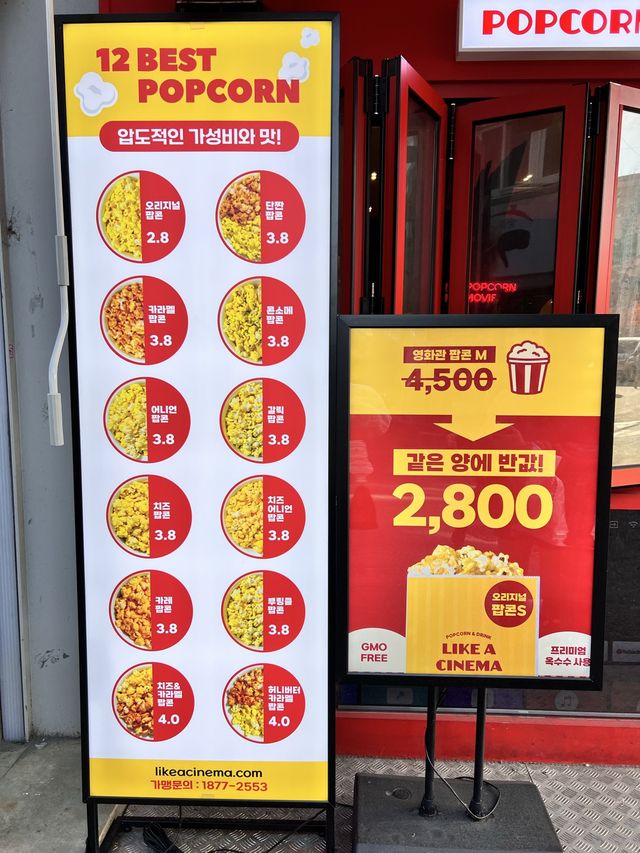 POPCORN
12 BEST
POPCORN
압도적인 가성비와 맛!
오리지널
팝콘
2.8
단짠
팝콘
3.8
카라멜
팝콘
3.8
콘소메
팝콘
3.8
어니언
팝콘
3.8
갈릭
팝콘
3.8
치즈
팝콘
3.8
치즈
어니언
팝콘
3.8
카레
팝콘
3.8
뿌링클
팝콘
3.8
치즈&
카라멜
팝콘
4.0
허니버터
카라멜
팝콘
4.0
likeacinema.com
가맹문의 : 1877-2553
POPCORN
MOVIE
영화관 팝콘 M
4,500
같은 양에 반값!
2,800
오리지널
팝콘S
POPCORN & DRINK
LIKE A
CINEMA
GMO
FREE
프리미엄
옥수수 사용